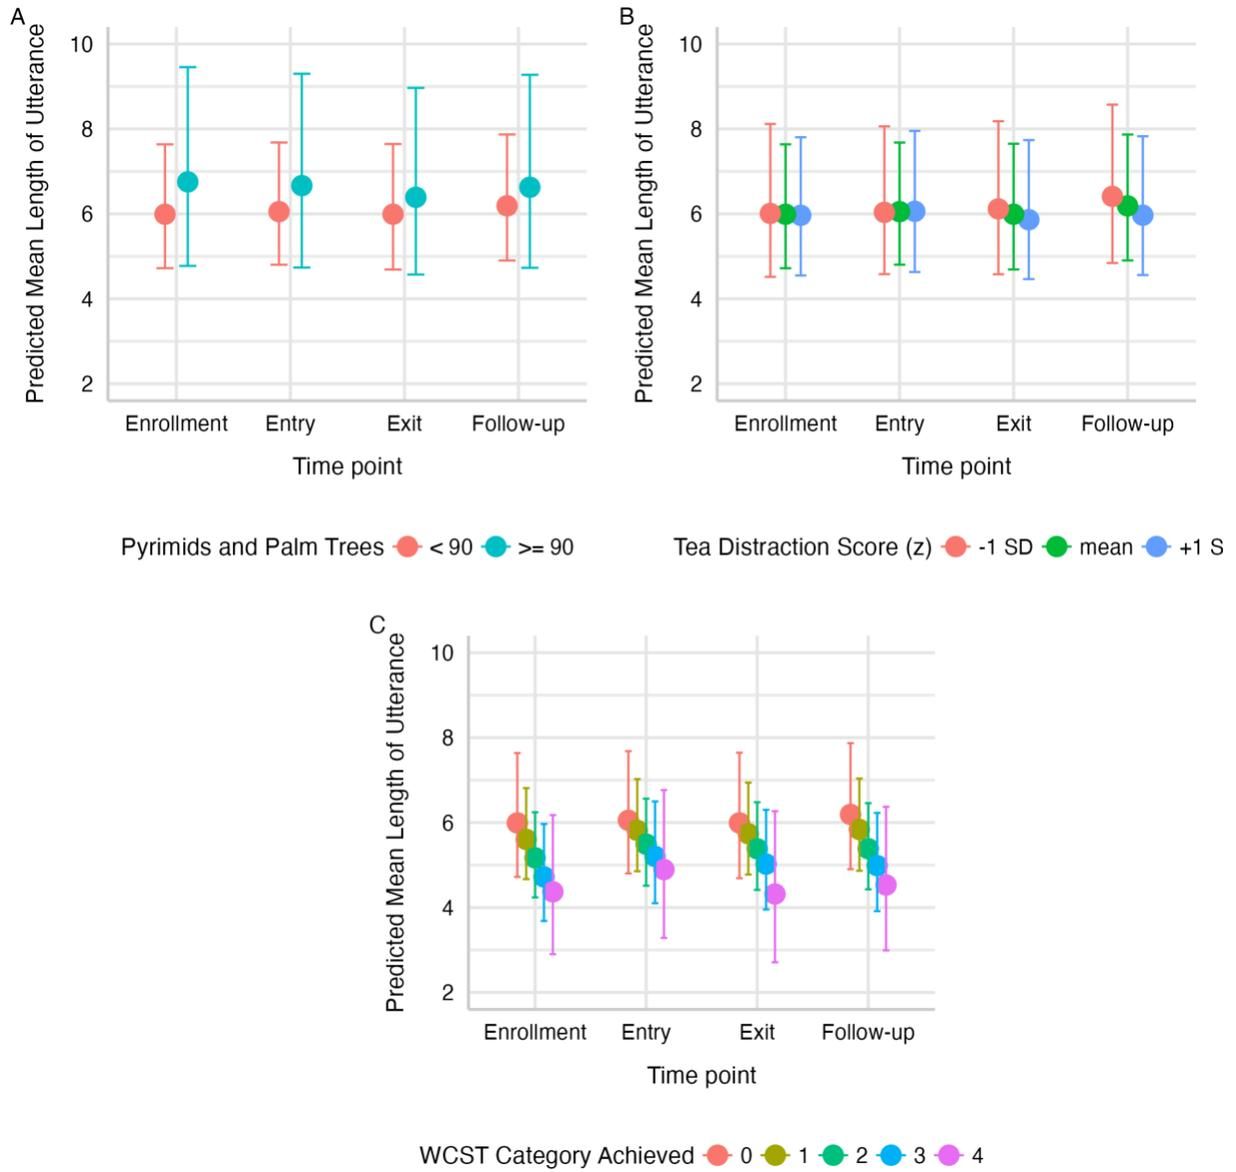 A
Predicted Mean Length of Utterance
10
8
6
4
2
Enrollment Entry Exit Follow-up
Time point
Pyrimids and Palm Trees < 90 >= 90
B
Predicted Mean Length of Utterance
10
8
6
4
2
Enrollment Entry Exit Follow-up
Time point
Tea Distraction Score (z) -1 SD mean +1 S
C
Predicted Mean Length of Utterance
10
8
6
4
2
Enrollment Entry Exit Follow-up
Time point
WCST Category Achieved 0 1 2 3 4